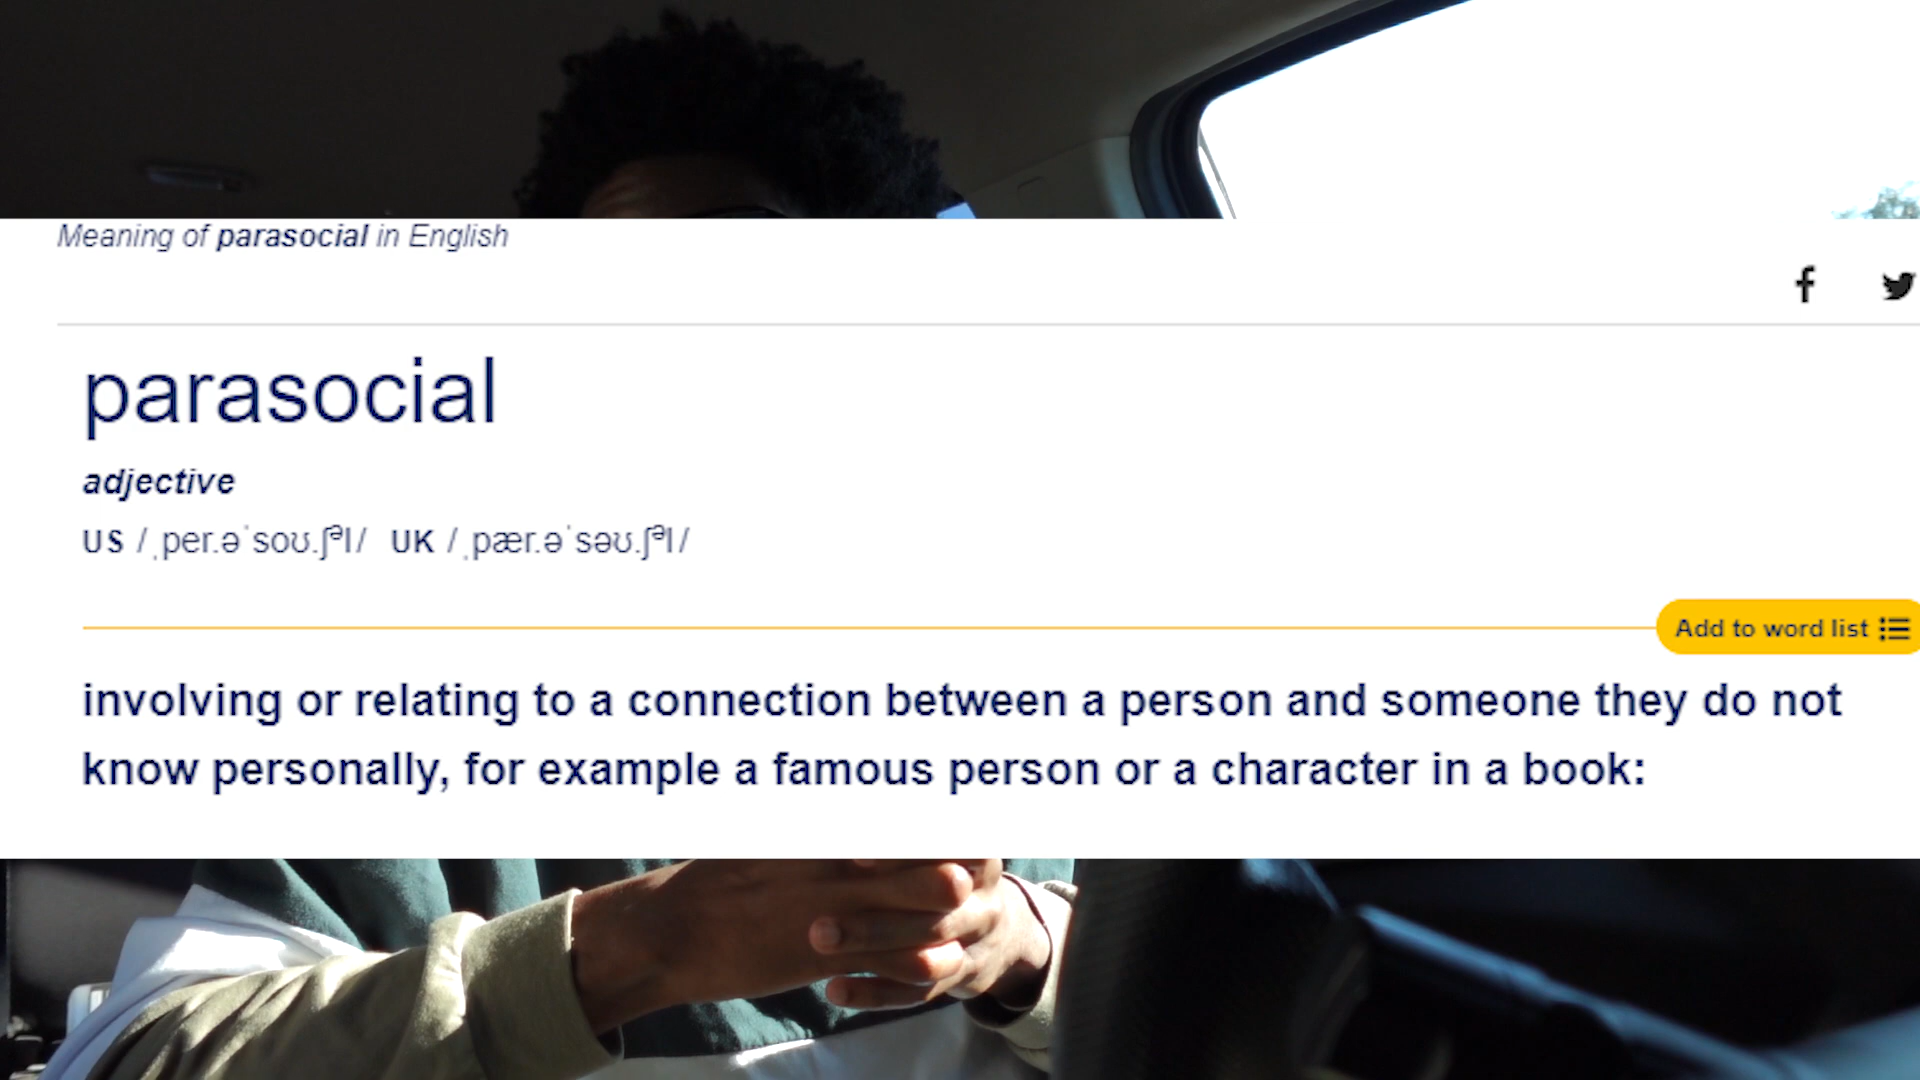 Meaning of parasocial in English
parasocial
adjective
US /ˌper.əˈsoʊ.ʃᵊl/ UK /ˌpær.əˈsəʊ.ʃᵊl/
Add to word list
involving or relating to a connection between a person and someone they do not
know personally, for example a famous person or a character in a book: